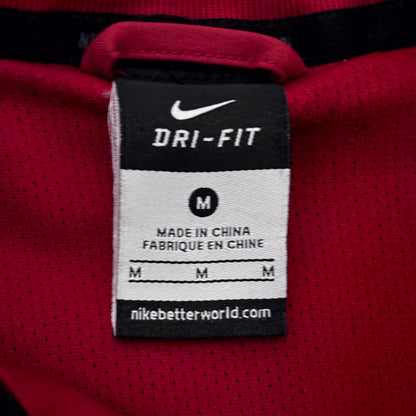 DRI-FIT
M
MADE IN CHINA
FABRIQUE EN CHINE
M M M
nikebetterworld.com